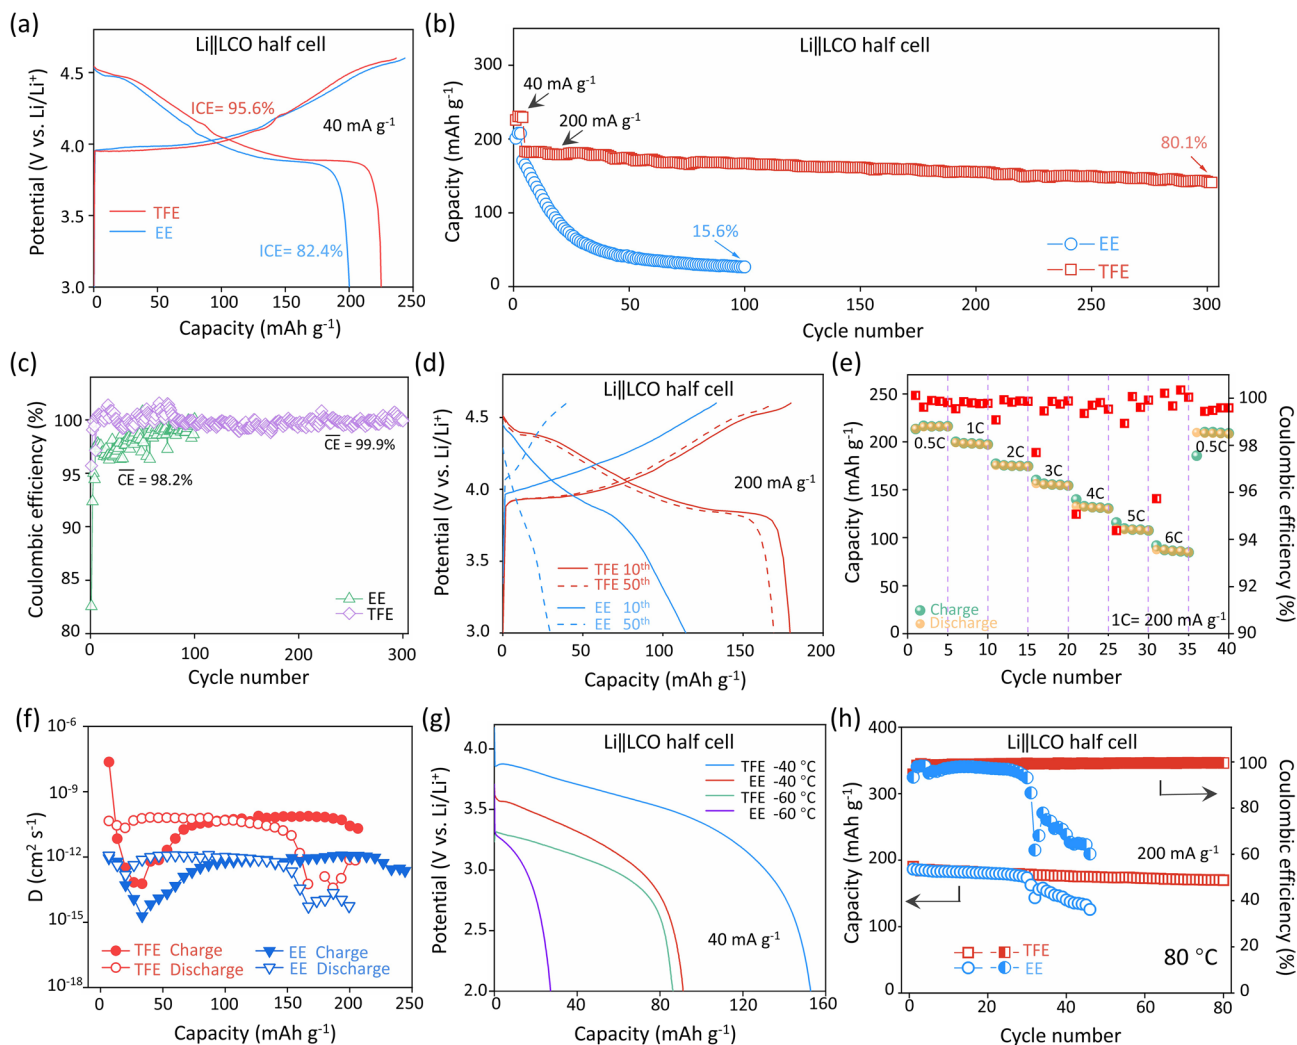 (a)
Li||LCO half cell
ICE= 95.6%
40 mA g-1
TFE
EE
ICE= 82.4%
Potential (V vs. Li/Li+)
4.5
4.0
3.5
3.0
0 50 100 150 200 250
Capacity (mAh g-1)
(b)
Li||LCO half cell
40 mA g-1
200 mA g-1
80.1%
15.6%
EE
TFE
Capacity (mAh g-1)
300
200
100
0
0 50 100 150 200 250 300
Cycle number
(c)
CE = 99.9%
CE = 98.2%
EE
TFE
Coulombic efficiency (%)
100
95
90
85
80
0 100 200 300
Cycle number
(d)
Li||LCO half cell
200 mA g-1
TFE 10th
TFE 50th
EE 10th
EE 50th
Potential (V vs. Li/Li+)
4.5
4.0
3.5
3.0
0 50 100 150 200
Capacity (mAh g-1)
(e)
0.5C
1C
2C
3C
4C
5C
6C
0.5C
Charge
Discharge
1C= 200 mA g-1
Capacity (mAh g-1)
250
200
150
100
50
0
Coulombic efficiency (%)
100
98
96
94
92
90
0 5 10 15 20 25 30 35 40
Cycle number
(f)
D (cm2 s-1)
10-6
10-9
10-12
10-15
10-18
TFE Charge
TFE Discharge
EE Charge
EE Discharge
0 50 100 150 200 250
Capacity (mAh g-1)
(g)
Li||LCO half cell
TFE -40 °C
EE -40 °C
TFE -60 °C
EE -60 °C
40 mA g-1
Potential (V vs. Li/Li+)
4.0
3.5
3.0
2.5
2.0
0 40 80 120 160
Capacity (mAh g-1)
(h)
Li||LCO half cell
200 mA g-1
TFE
EE
80 °C
Capacity (mAh g-1)
400
300
200
100
0
Coulombic efficiency (%)
100
80
60
40
20
0
0 20 40 60 80
Cycle number